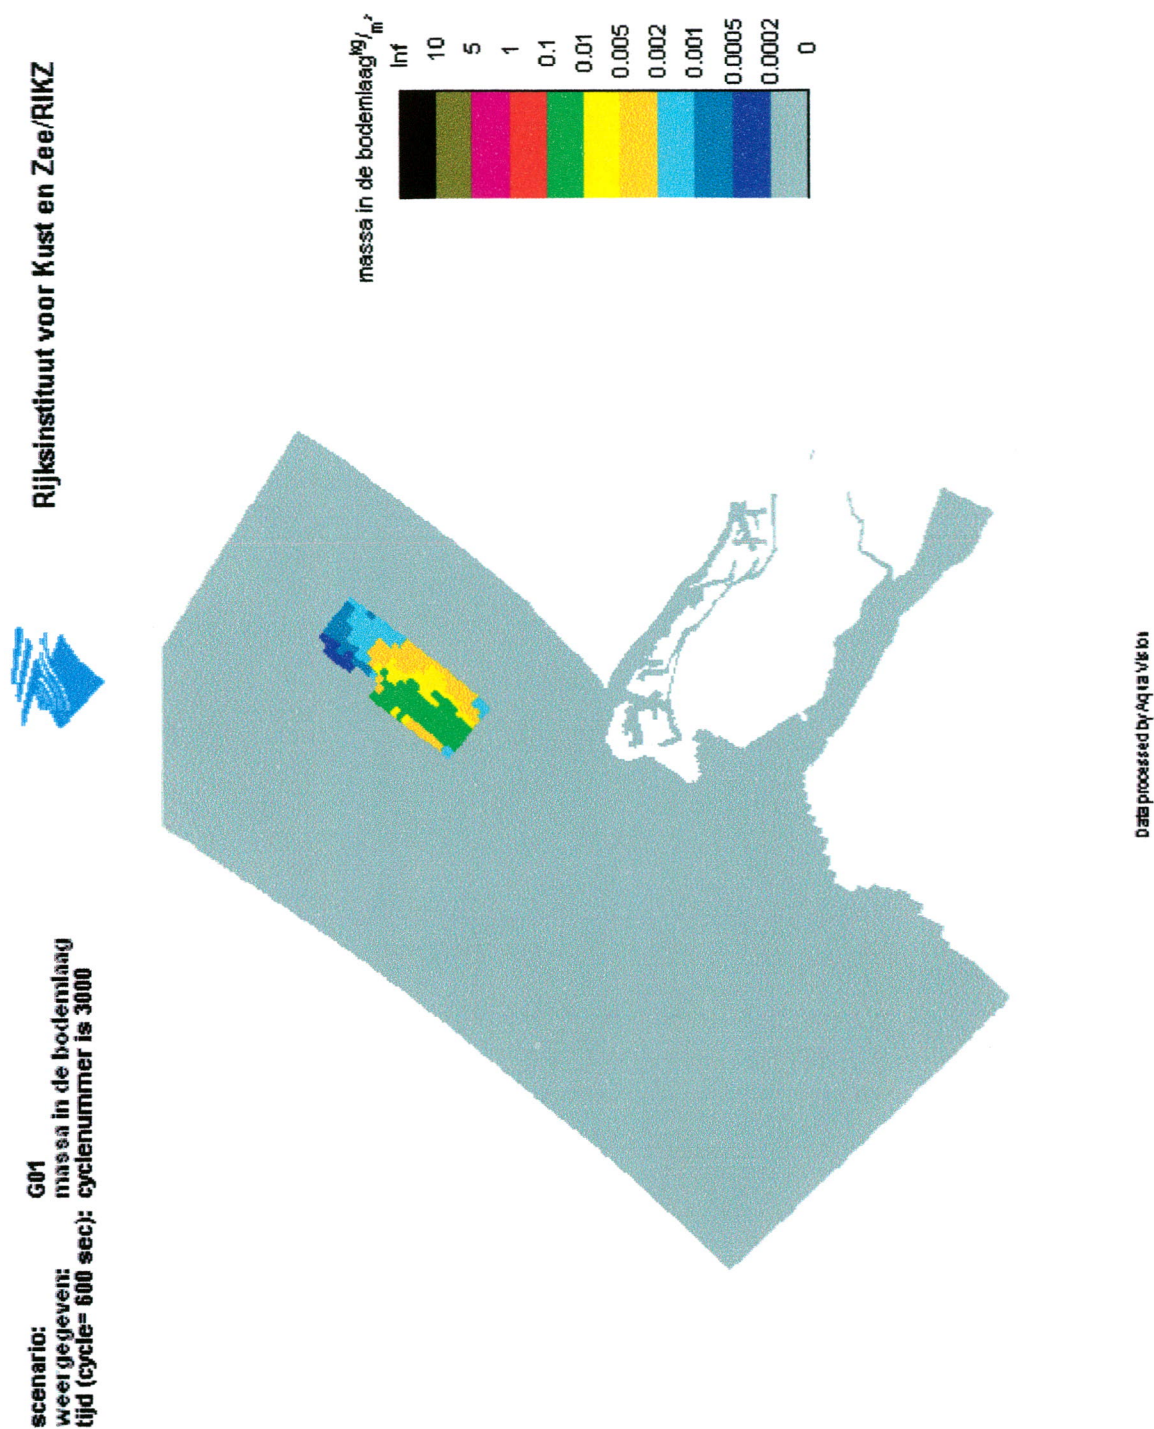 scenario: G01
weergegeven: massa in de bodemlaag
tijd (cycle= 600 sec): cyclenummer is 3000
Rijksinstituut voor Kust en Zee/RIKZ
massa in de bodemlaag kg/m²
Inf
10
5
1
0.1
0.01
0.005
0.002
0.001
0.0005
0.0002
0
Data processed by Aqua Vision